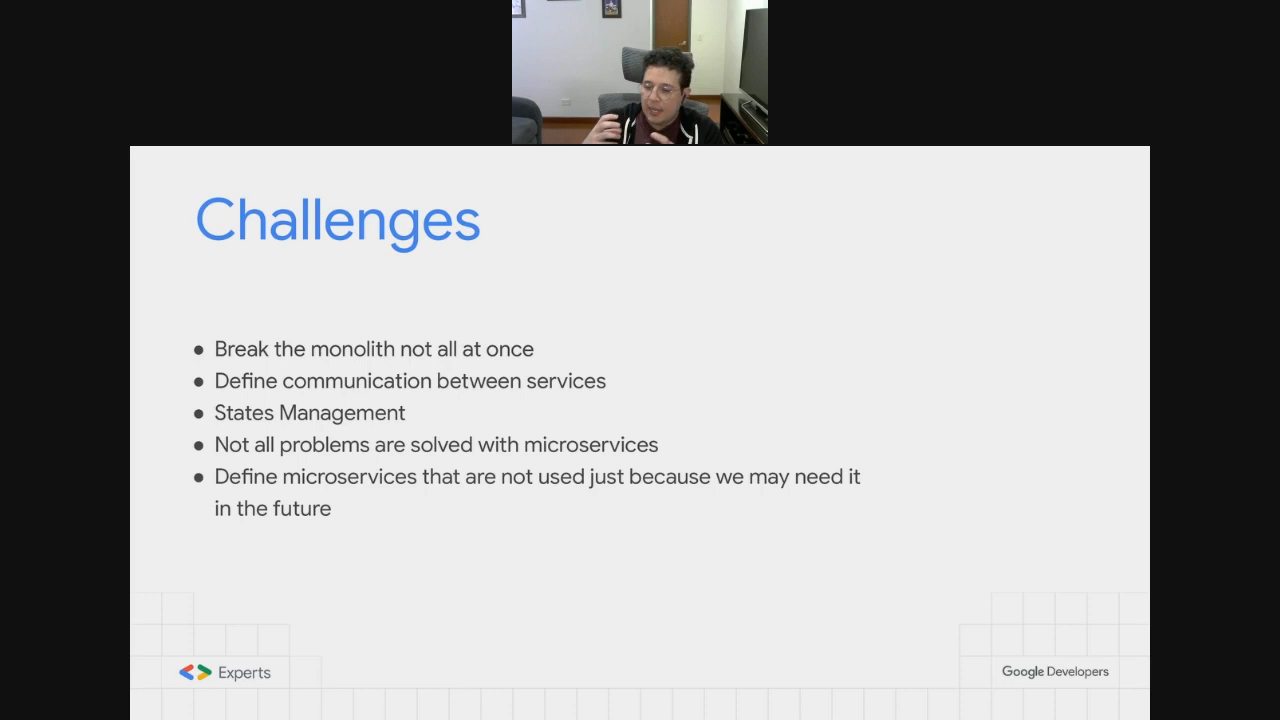 Challenges
● Break the monolith not all at once
● Define communication between services
● States Management
● Not all problems are solved with microservices
● Define microservices that are not used just because we may need it
in the future
Experts
Google Developers